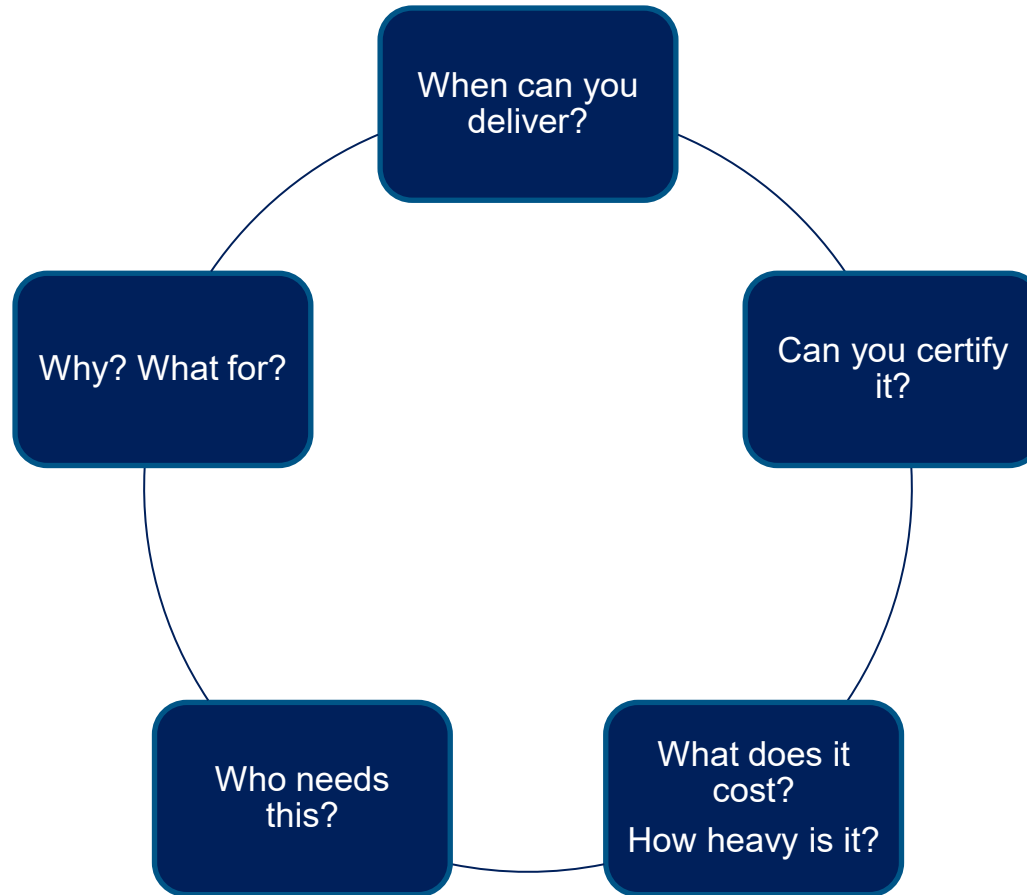 When can you
deliver?
Why? What for?
Can you certify
it?
Who needs
this?
What does it
cost?
How heavy is it?